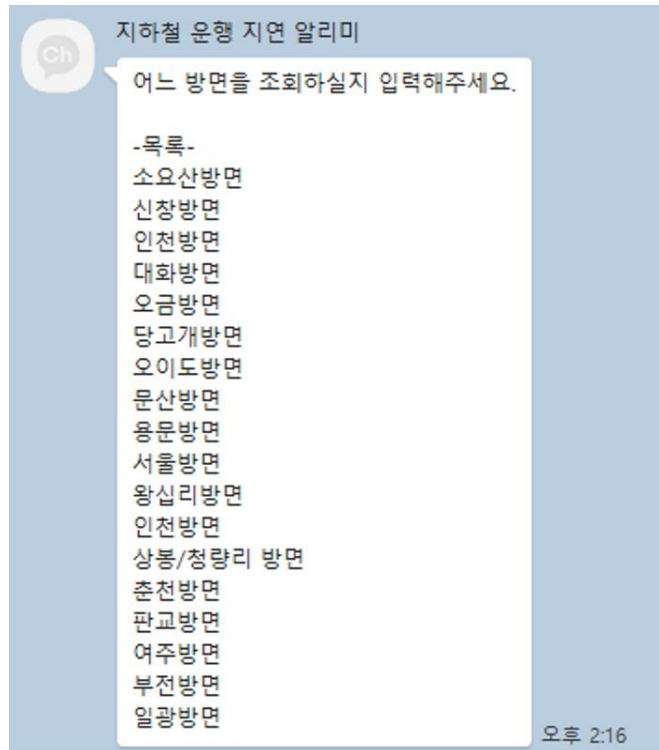 지하철 운행 지연 알리미
Ch
어느 방면을 조회하실지 입력해주세요.
-목록-
소요산방면
신창방면
인천방면
대화방면
오금방면
당고개방면
오이도방면
문산방면
용문방면
서울방면
왕십리방면
인천방면
상봉/청량리 방면
춘천방면
판교방면
여주방면
부전방면
일광방면
오후 2:16